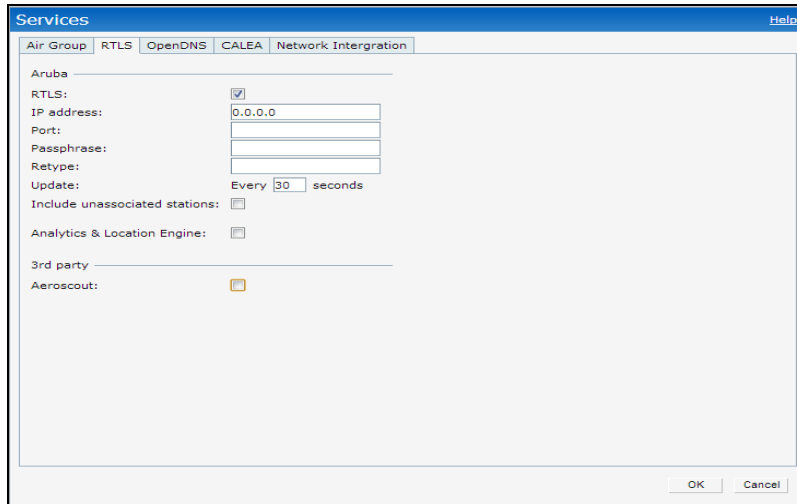 Services Help
Air Group RTLS OpenDNS CALEA Network Intergration
Aruba
RTLS:
IP address: 0.0.0.0
Port:
Passphrase:
Retype:
Update: Every 30 seconds
Include unassociated stations:
Analytics & Location Engine:
3rd party
Aeroscout:
OK Cancel